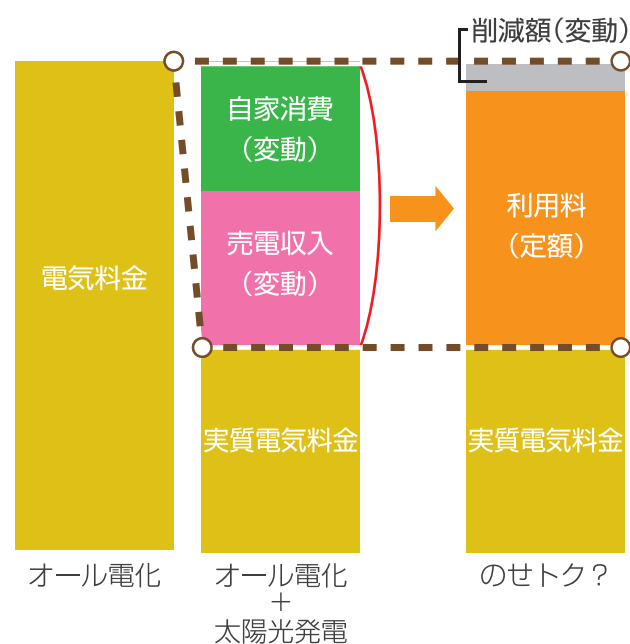 削減額（変動）
自家消費
（変動）
売電収入
（変動）
利用料
（定額）
電気料金
実質電気料金
実質電気料金
オール電化
オール電化
＋
太陽光発電
のせトク？